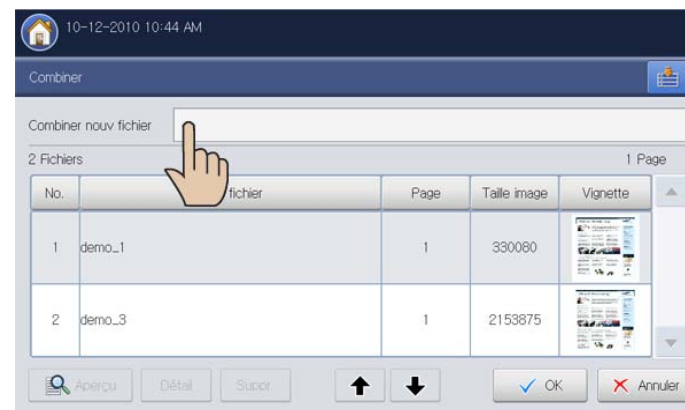 10-12-2010 10:44 AM
Combiner
Combiner nouv fichier
2 Fichiers 1 Page
No. fichier Page Taille image Vignette
1 demo_1 1 330080
2 demo_3 1 2153875
Aperçu Détail Suppr. OK Annuler